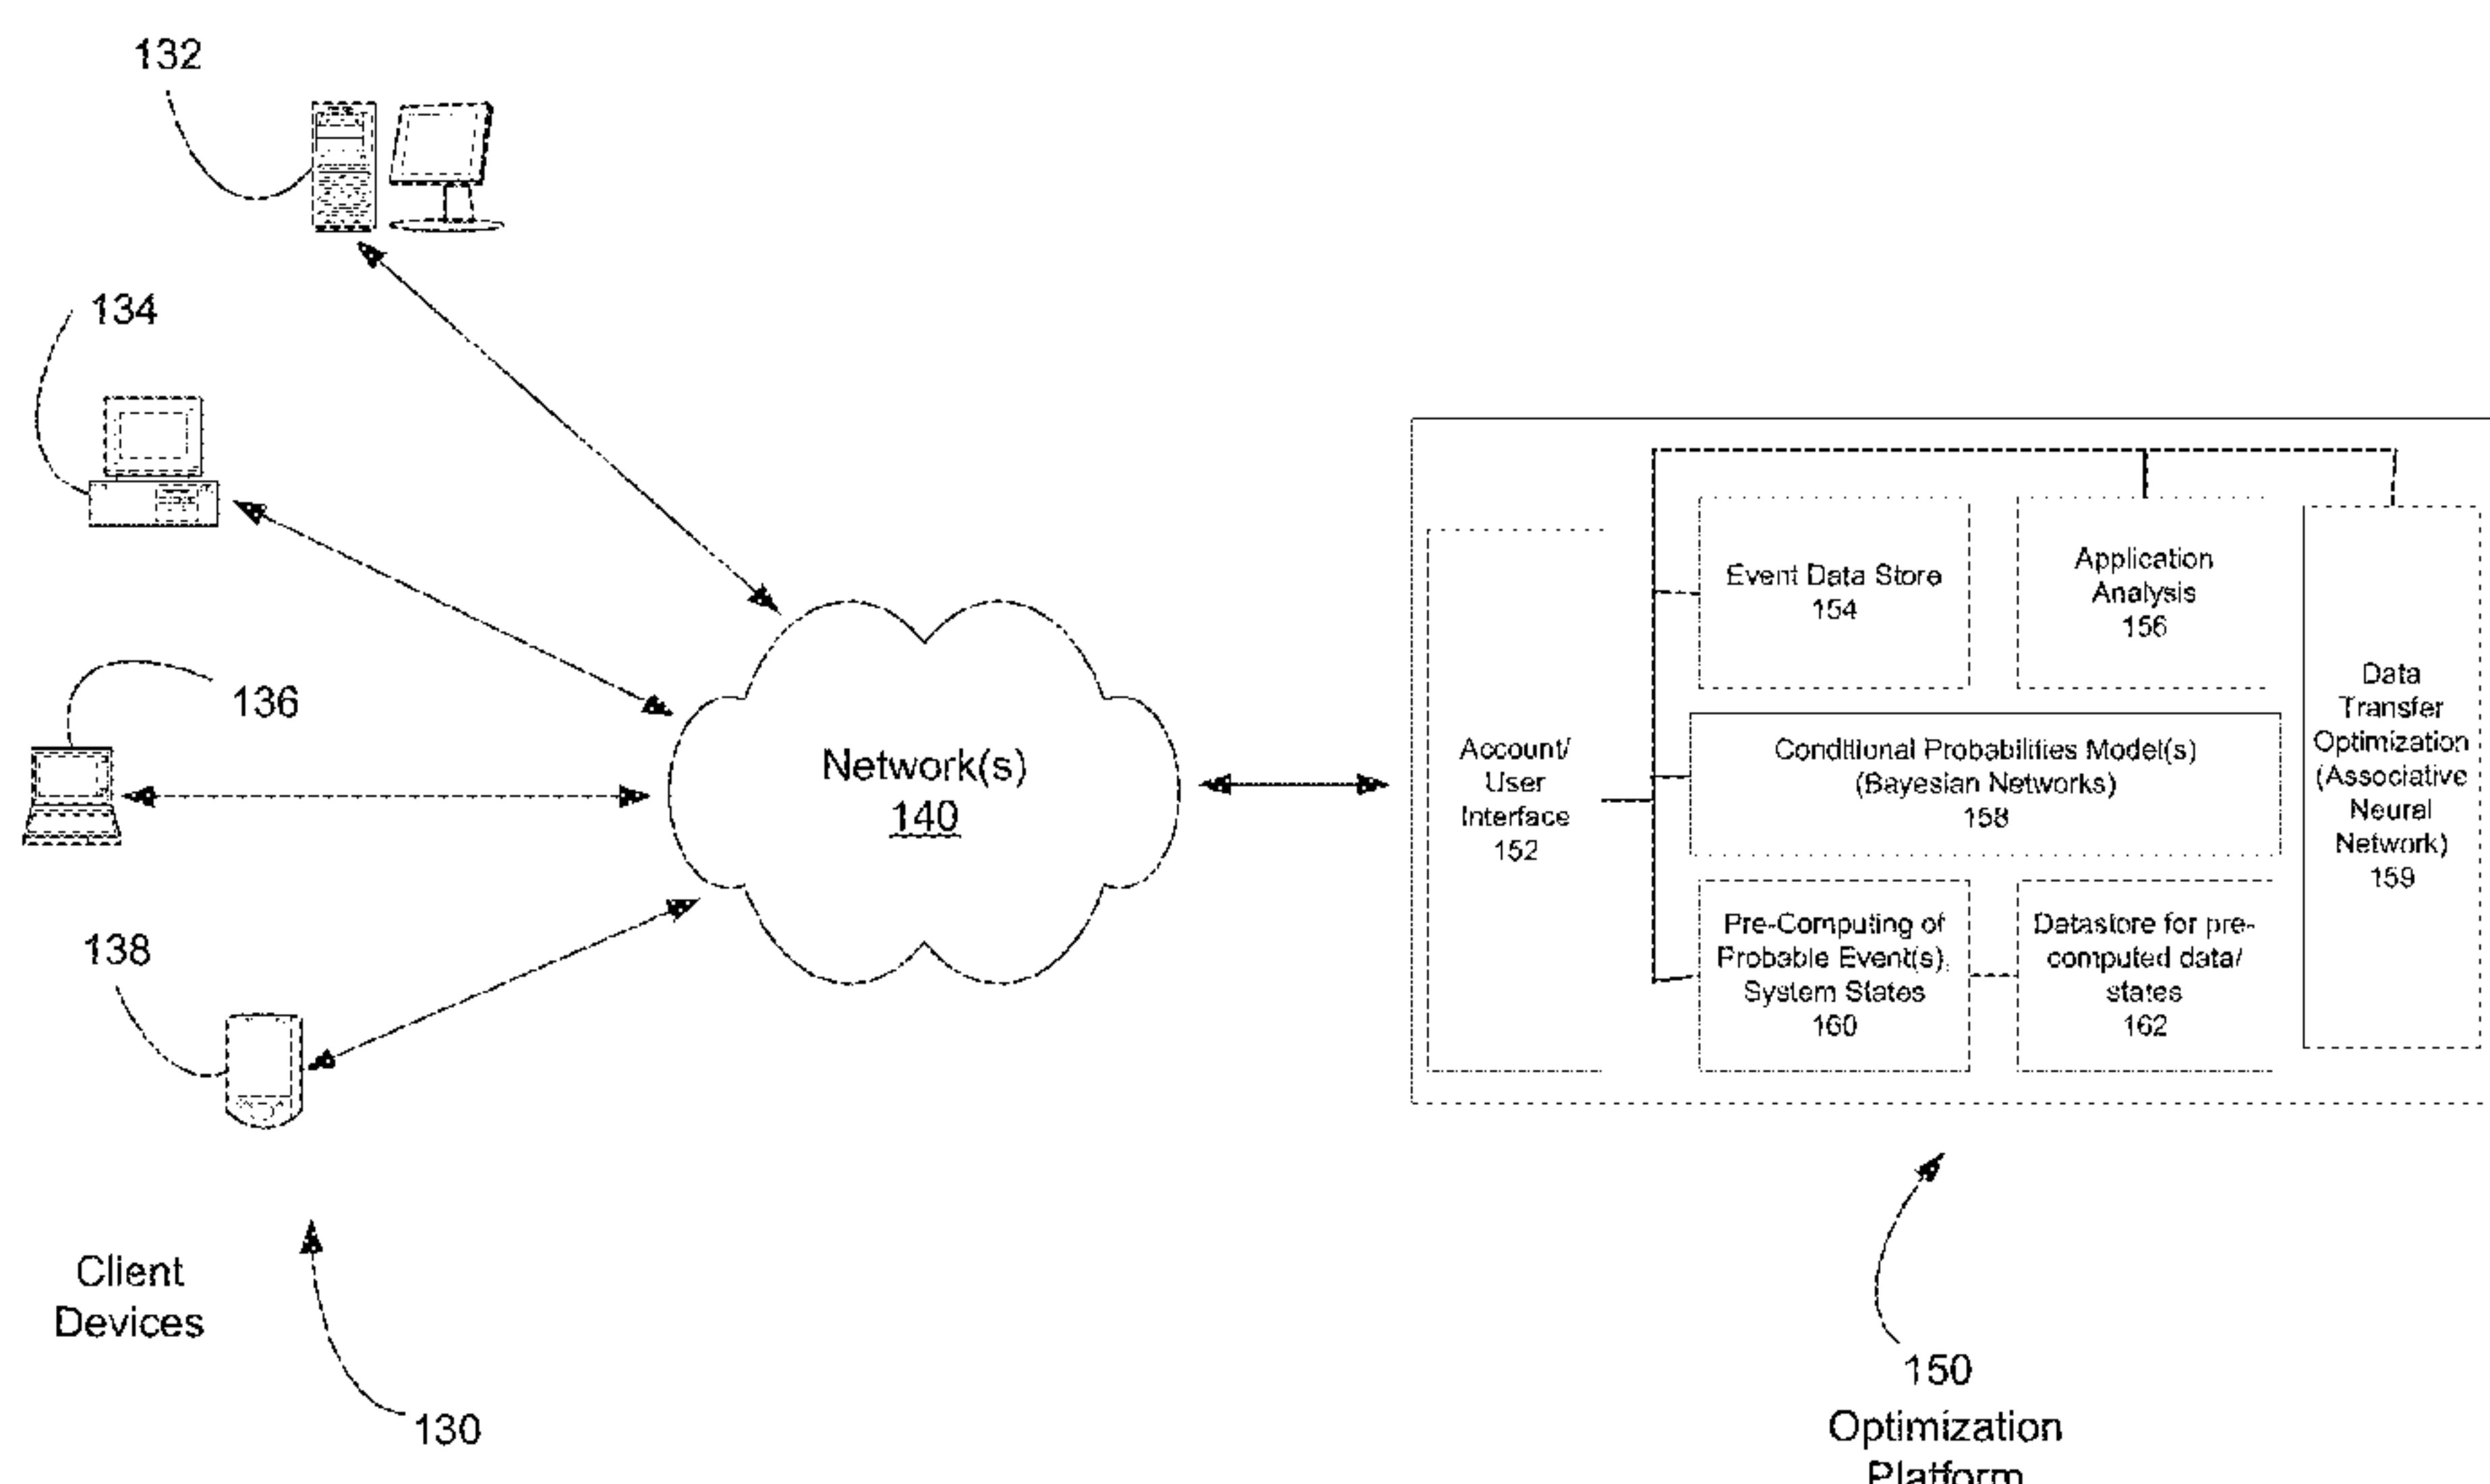 132
134
136
138
Client
Devices
130
Network(s)
140
Account/
User
Interface
152
Event Data Store
154
Application
Analysis
156
Conditional Probabilities Model(s)
(Bayesian Networks)
158
Pre-Computing of
Probable Event(s),
System States
160
Datastore for pre-
computed data/
states
162
Data
Transfer
Optimization
(Associative
Neural
Network)
159
150
Optimization
Platform